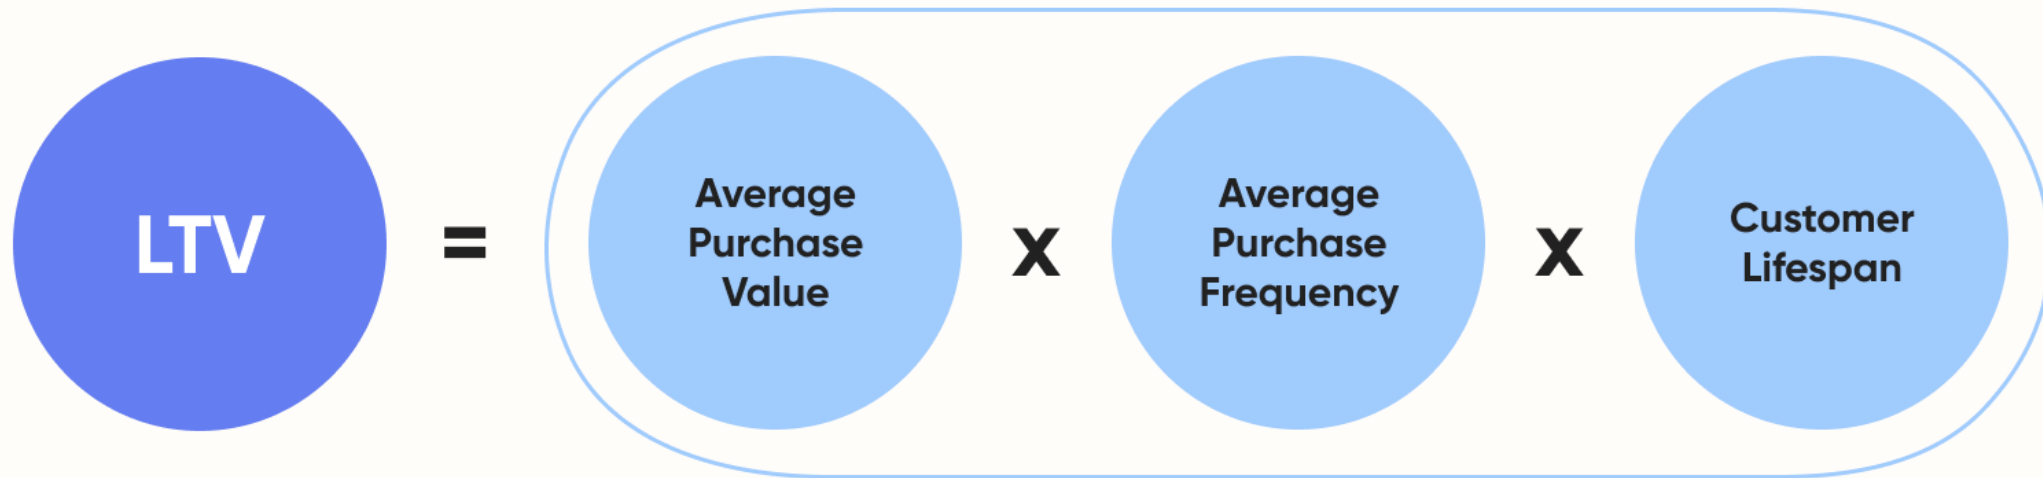 LTV
=
Average
Purchase
Value
x
Average
Purchase
Frequency
x
Customer
Lifespan